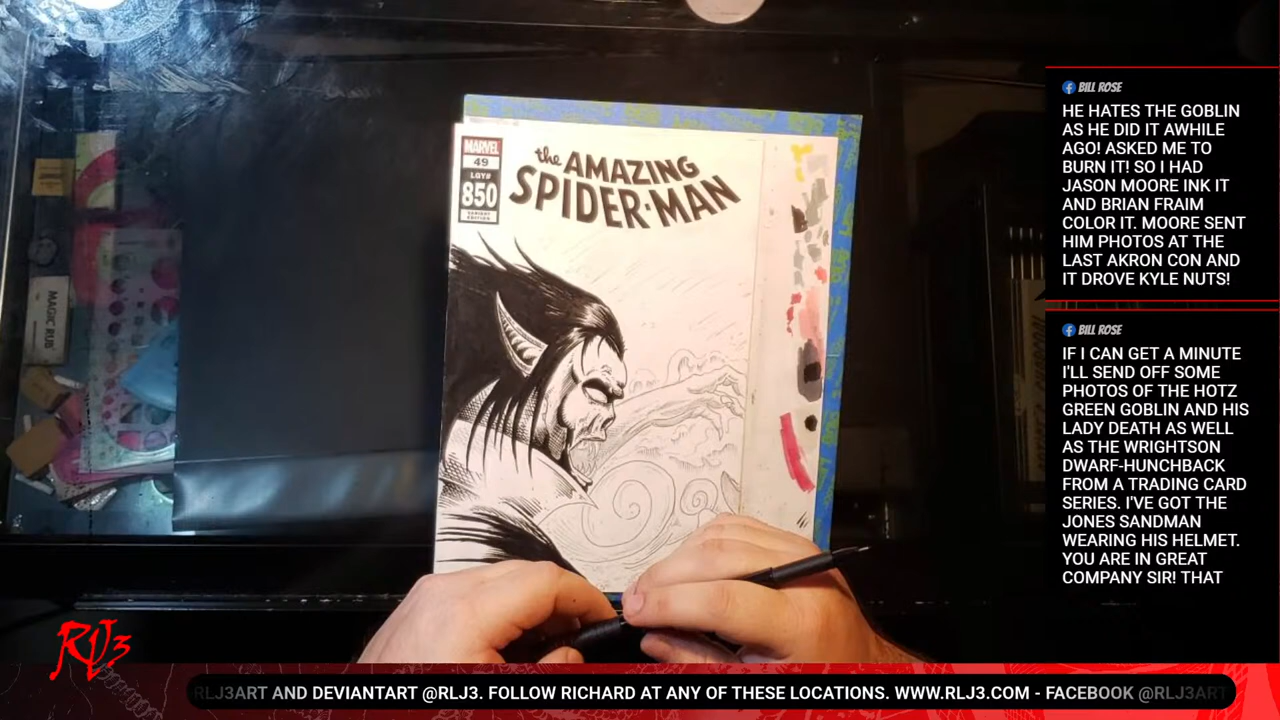 MARVEL
49
LGY#
850
VARIANT
EDITION
the AMAZING
SPIDER-MAN
MAGIC RUB
BILL ROSE
HE HATES THE GOBLIN
AS HE DID IT AWHILE
AGO! ASKED ME TO
BURN IT! SO I HAD
JASON MOORE INK IT
AND BRIAN FRAIM
COLOR IT. MOORE SENT
HIM PHOTOS AT THE
LAST AKRON CON AND
IT DROVE KYLE NUTS!
BILL ROSE
IF I CAN GET A MINUTE
I'LL SEND OFF SOME
PHOTOS OF THE HOTZ
GREEN GOBLIN AND HIS
LADY DEATH AS WELL
AS THE WRIGHTSON
DWARF-HUNCHBACK
FROM A TRADING CARD
SERIES. I'VE GOT THE
JONES SANDMAN
WEARING HIS HELMET.
YOU ARE IN GREAT
COMPANY SIR! THAT
RLJ3
RLJ3ART AND DEVIANTART @RLJ3. FOLLOW RICHARD AT ANY OF THESE LOCATIONS. WWW.RLJ3.COM - FACEBOOK @RLJ3ART